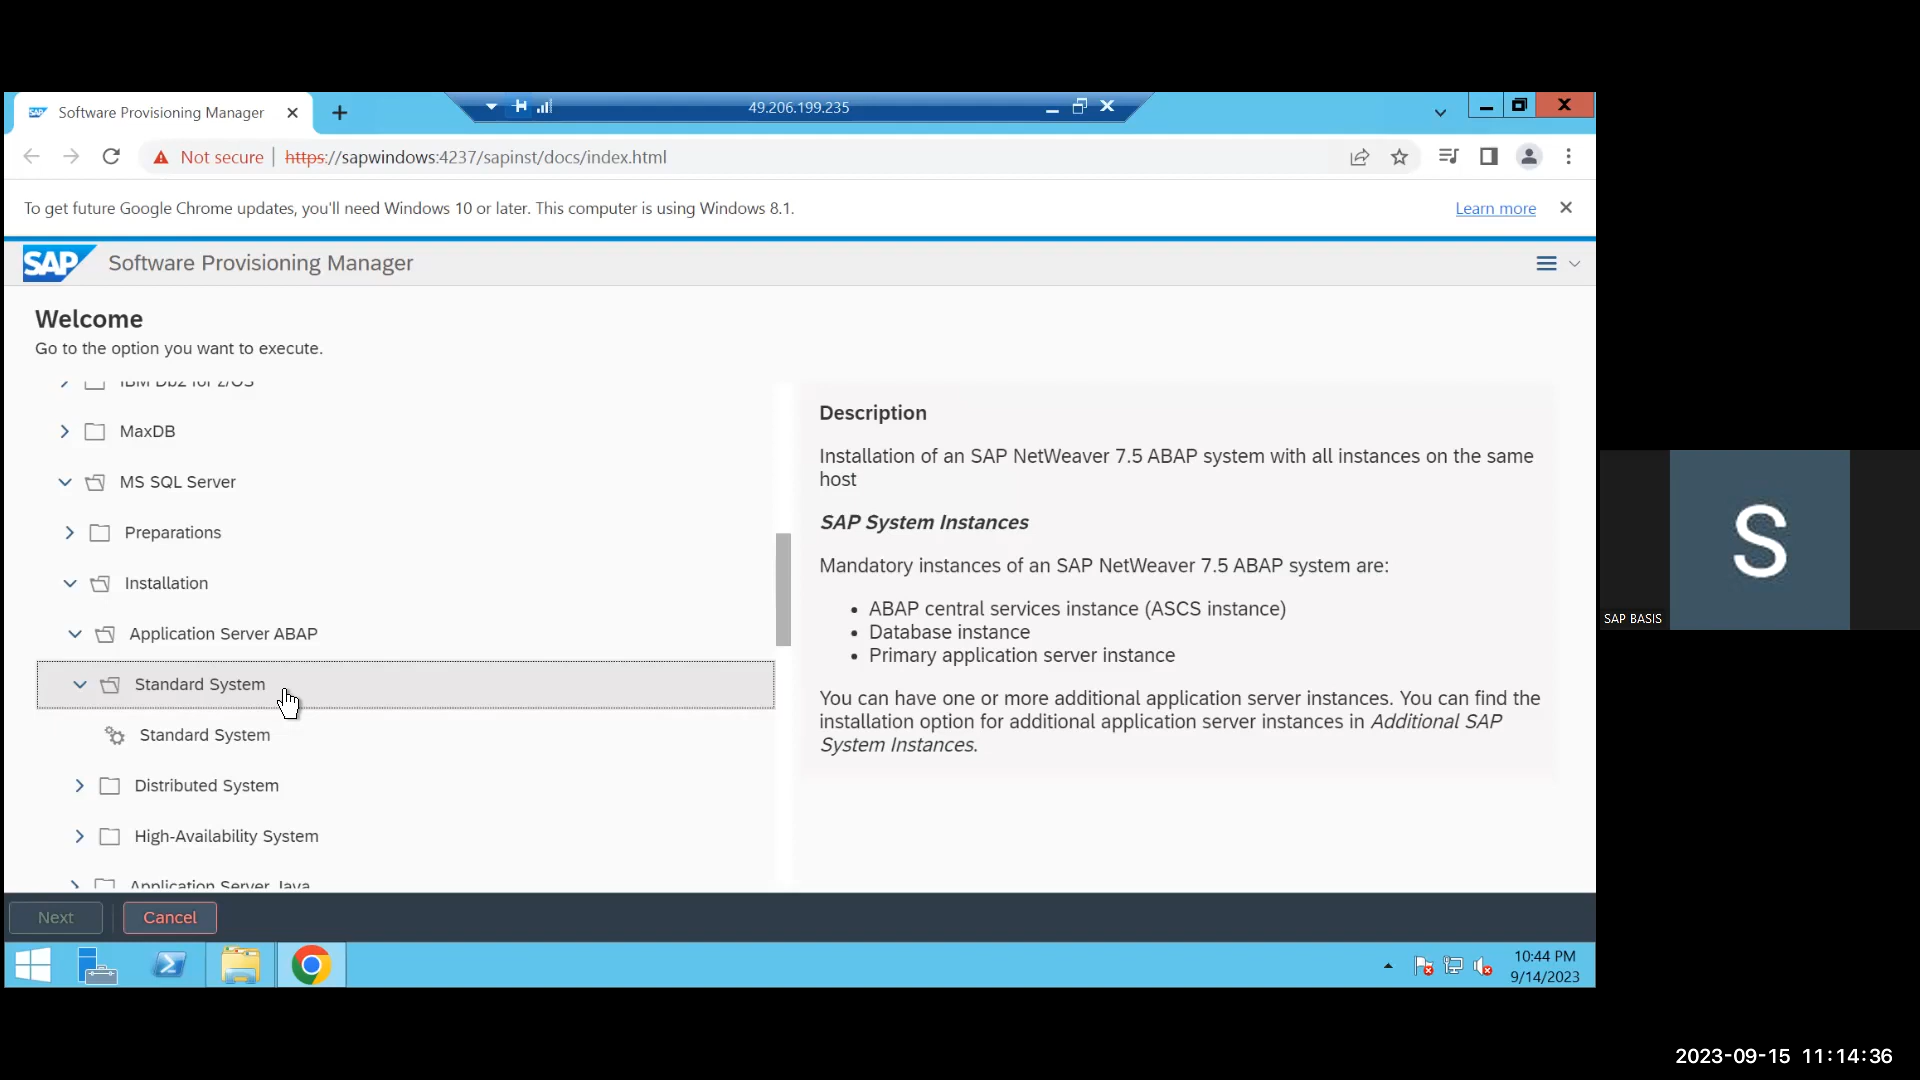 Software Provisioning Manager
49.206.199.235
Not secure | https://sapwindows:4237/sapinst/docs/index.html
To get future Google Chrome updates, you'll need Windows 10 or later. This computer is using Windows 8.1.
Learn more
SAP Software Provisioning Manager
Welcome
Go to the option you want to execute.
IBM Db2 for z/OS
MaxDB
MS SQL Server
Preparations
Installation
Application Server ABAP
Standard System
Standard System
Distributed System
High-Availability System
Application Server Java
Description
Installation of an SAP NetWeaver 7.5 ABAP system with all instances on the same
host
SAP System Instances
Mandatory instances of an SAP NetWeaver 7.5 ABAP system are:
• ABAP central services instance (ASCS instance)
• Database instance
• Primary application server instance
You can have one or more additional application server instances. You can find the
installation option for additional application server instances in Additional SAP
System Instances.
Next
Cancel
10:44 PM
9/14/2023
S
SAP BASIS
2023-09-15 11:14:36